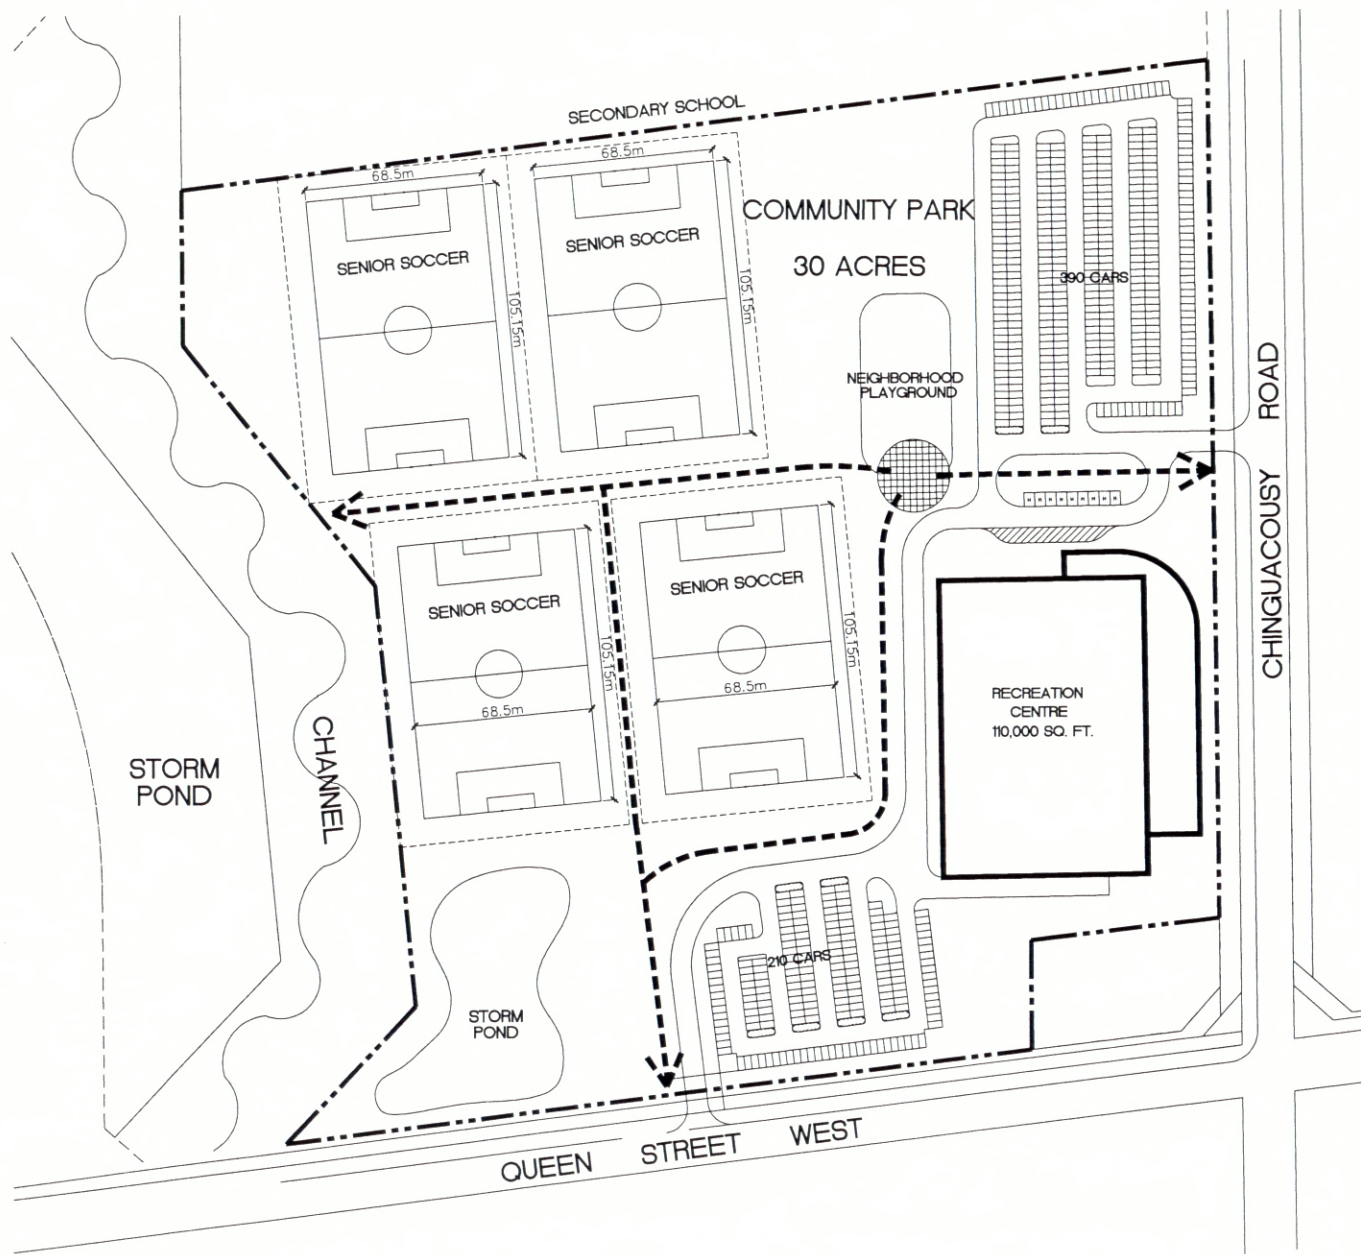 SECONDARY SCHOOL
68.5m
68.5m
COMMUNITY PARK
SENIOR SOCCER
SENIOR SOCCER
30 ACRES
390 CARS
105.15m
105.15m
NEIGHBORHOOD
PLAYGROUND
CHINGUACOUSY ROAD
SENIOR SOCCER
SENIOR SOCCER
105.15m
105.15m
68.5m
68.5m
RECREATION
CENTRE
110,000 SQ. FT.
STORM
POND
CHANNEL
210 CARS
STORM
POND
QUEEN STREET WEST